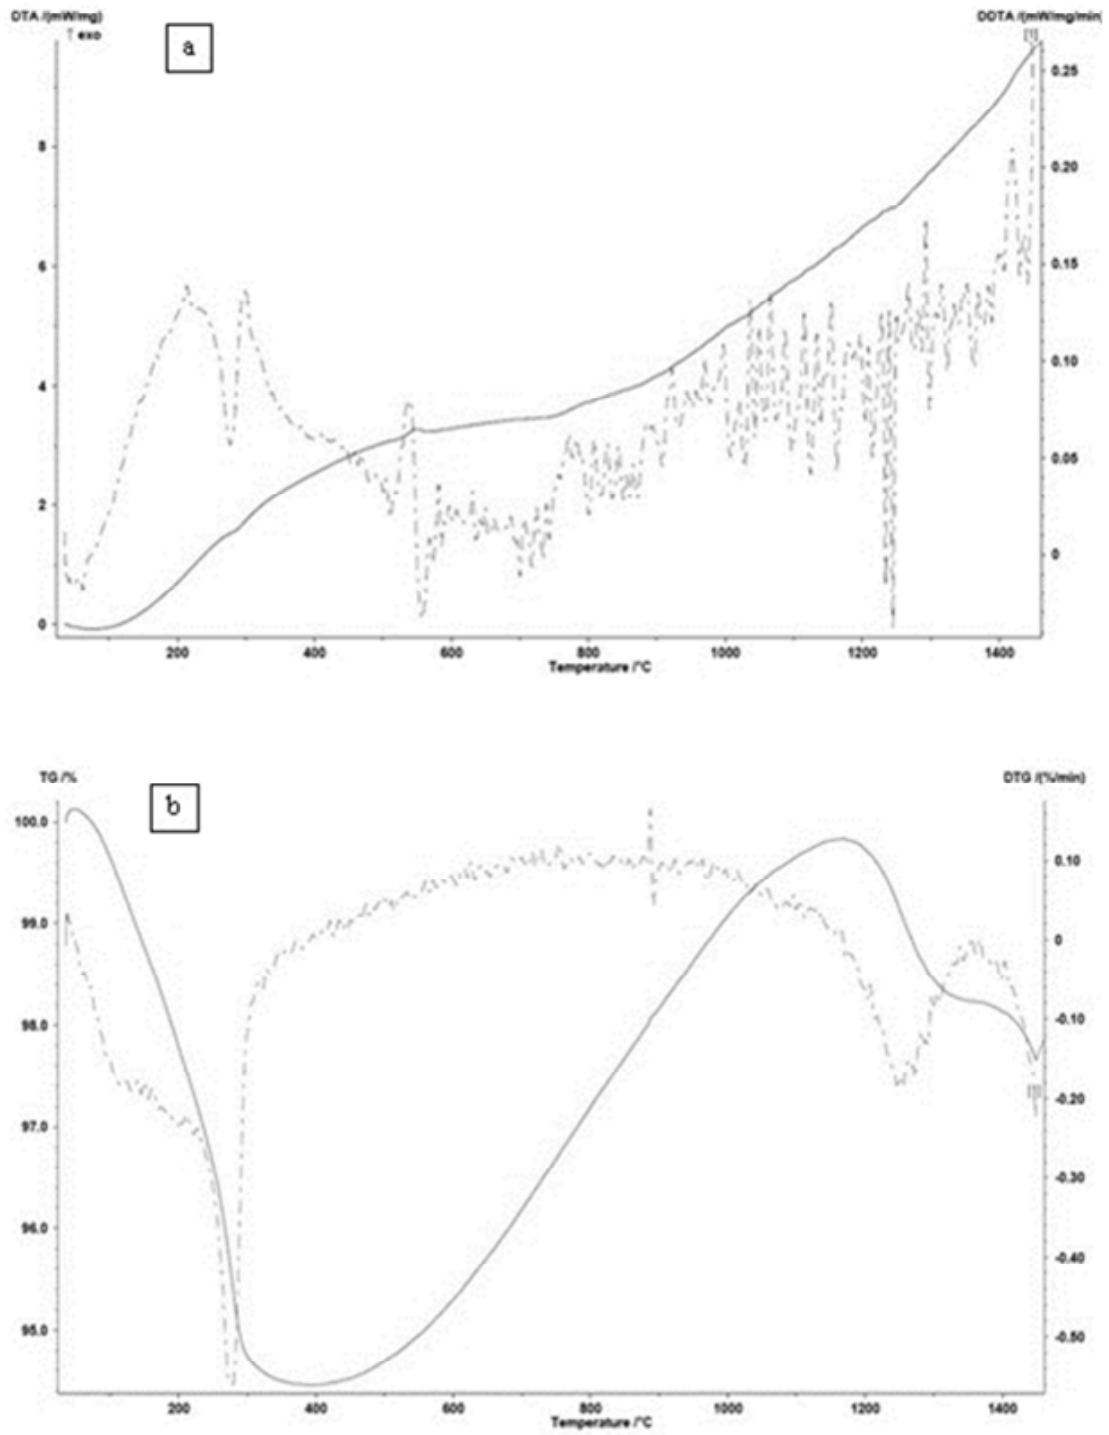 DTA /(mW/mg) DDTA /(mW/mg/min)
↑ exo [1]
a
0.25
8
0.20
6
0.15
4
0.10
2
0.05
0
0
200 400 600 800 1000 1200 1400
Temperature /°C
TG /% DTG /(%/min)
b
100.0
0.10
99.0
0
98.0
-0.10
97.0
-0.20
96.0
-0.30
95.0
-0.40
-0.50
200 400 600 800 1000 1200 1400
Temperature /°C